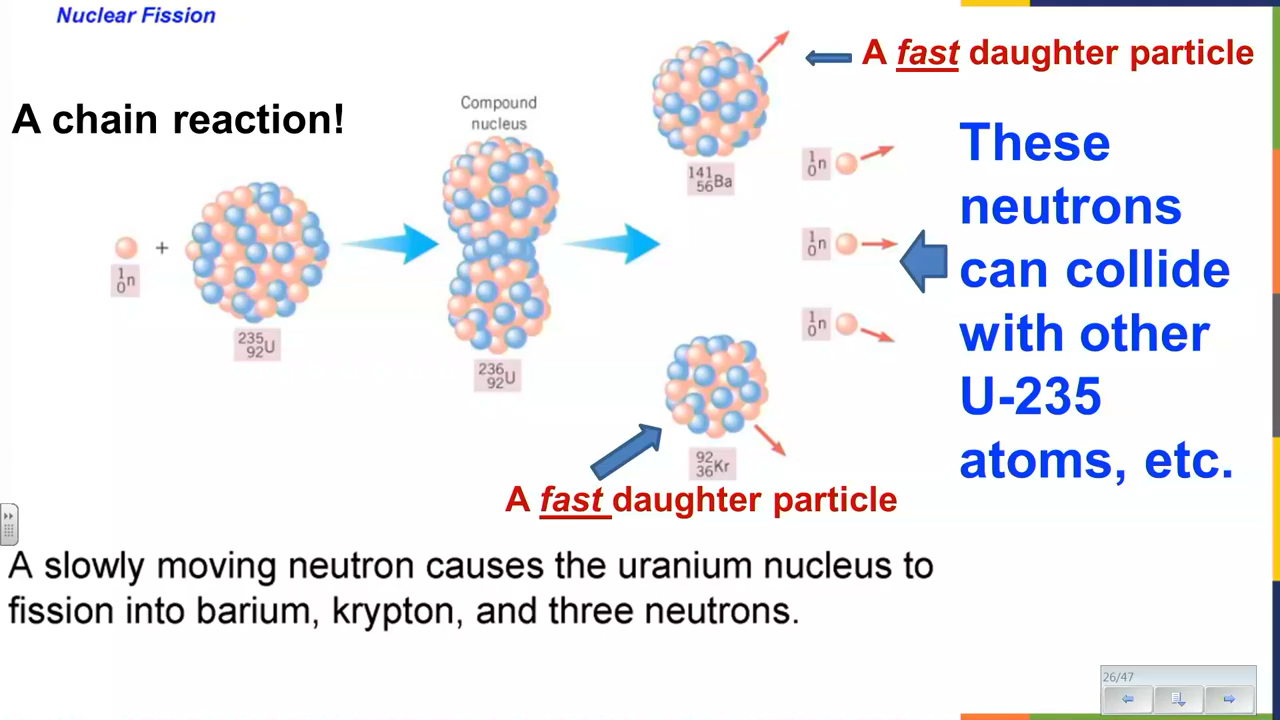 Nuclear Fission
A fast daughter particle
A chain reaction!
Compound
nucleus
141
56Ba
1
0n
1
0n
1
0n
These
neutrons
can collide
with other
U-235
atoms, etc.
+
1
0n
235
92U
236
92U
92
36Kr
A fast daughter particle
A slowly moving neutron causes the uranium nucleus to
fission into barium, krypton, and three neutrons.
26/47